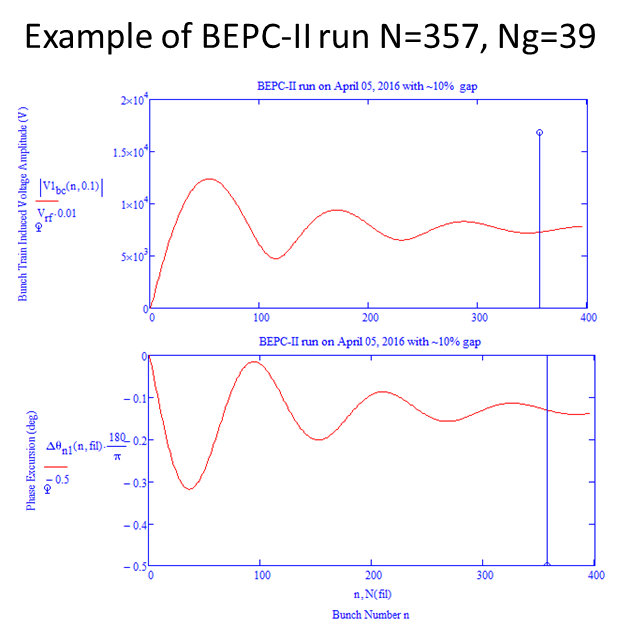 Example of BEPC-II run N=357, Ng=39
BEPC-II run on April 05, 2016 with ~10% gap
Bunch Train Induced Voltage Amplitude (V)
|V1bc(n,0.1)|
Vrf·0.01
2×10⁴
1.5×10⁴
1×10⁴
5×10³
0
0 100 200 300 400
BEPC-II run on April 05, 2016 with ~10% gap
Phase Excursion (deg)
Δθn1(n,fil)·180/π
−0.5
0
−0.1
−0.2
−0.3
−0.4
−0.5
0 100 200 300 400
n,N(fil)
Bunch Number n